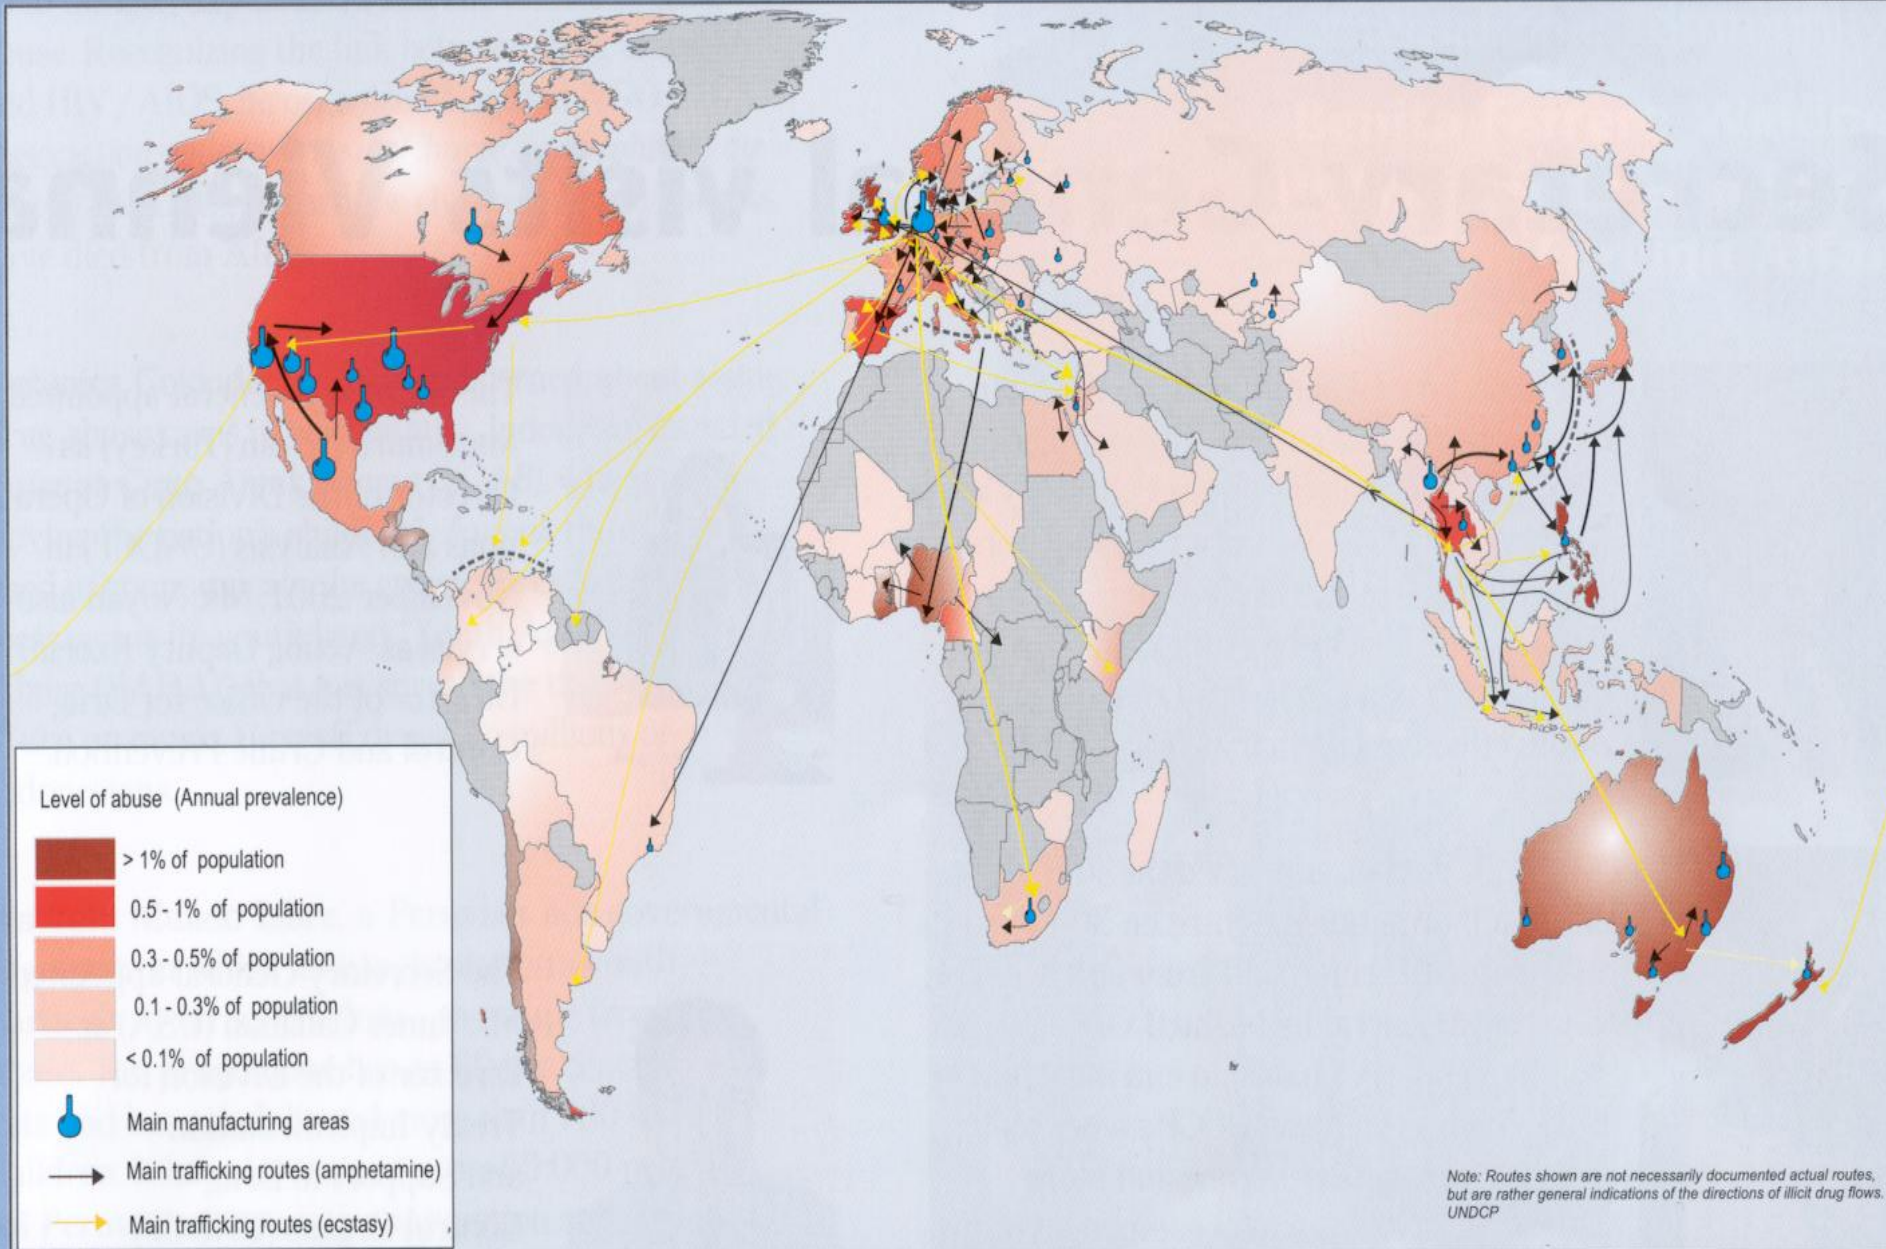 Level of abuse (Annual prevalence)
> 1% of population
0.5 - 1% of population
0.3 - 0.5% of population
0.1 - 0.3% of population
< 0.1% of population
Main manufacturing areas
Main trafficking routes (amphetamine)
Main trafficking routes (ecstasy)
Note: Routes shown are not necessarily documented actual routes,
but are rather general indications of the directions of illicit drug flows.
UNDCP